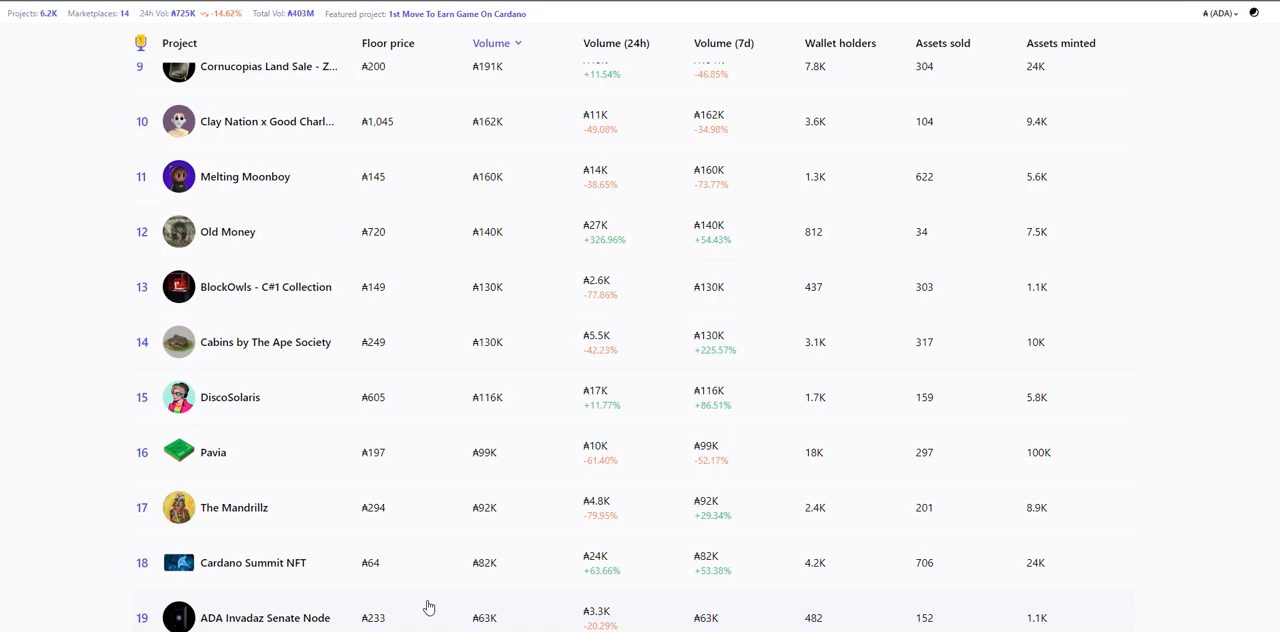 Projects: 6.2K Marketplaces: 14 24h Vol: ₳725K -14.62% Total Vol: ₳403M Featured project: 1st Move To Earn Game On Cardano ₳ (ADA)
Project Floor price Volume Volume (24h) Volume (7d) Wallet holders Assets sold Assets minted
9 Cornucopias Land Sale - Z... ₳200 ₳191K 7.8K 304 24K
+11.54% -46.85%
10 Clay Nation x Good Charl... ₳1,045 ₳162K ₳11K ₳162K 3.6K 104 9.4K
-49.08% -34.98%
11 Melting Moonboy ₳145 ₳160K ₳14K ₳160K 1.3K 622 5.6K
-38.65% -73.77%
12 Old Money ₳720 ₳140K ₳27K ₳140K 812 34 7.5K
+326.96% +54.43%
13 BlockOwls - C#1 Collection ₳149 ₳130K ₳2.6K ₳130K 437 303 1.1K
-77.86%
14 Cabins by The Ape Society ₳249 ₳130K ₳5.5K ₳130K 3.1K 317 10K
-42.23% +225.57%
15 DiscoSolaris ₳605 ₳116K ₳17K ₳116K 1.7K 159 5.8K
+11.77% +86.51%
16 Pavia ₳197 ₳99K ₳10K ₳99K 18K 297 100K
-61.40% -52.17%
17 The Mandrillz ₳294 ₳92K ₳4.8K ₳92K 2.4K 201 8.9K
-79.95% +29.34%
18 Cardano Summit NFT ₳64 ₳82K ₳24K ₳82K 4.2K 706 24K
+63.66% +53.38%
19 ADA Invadaz Senate Node ₳233 ₳63K ₳3.3K ₳63K 482 152 1.1K
-20.29%